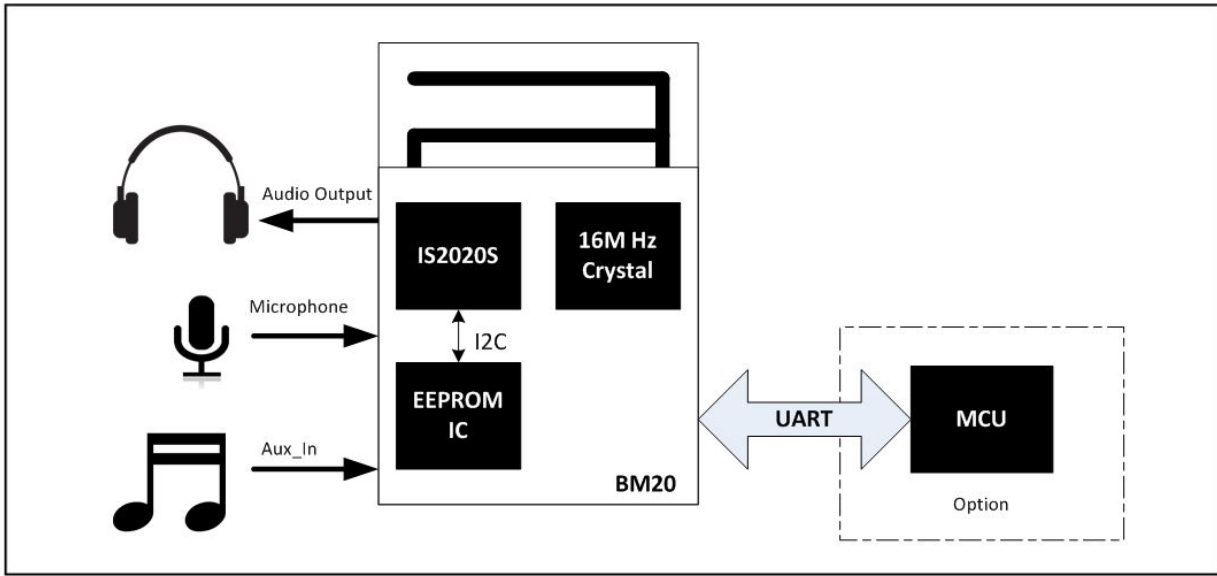 Audio Output
IS2020S
16M Hz
Crystal
Microphone
I2C
EEPROM
IC
UART
MCU
Aux_In
BM20
Option